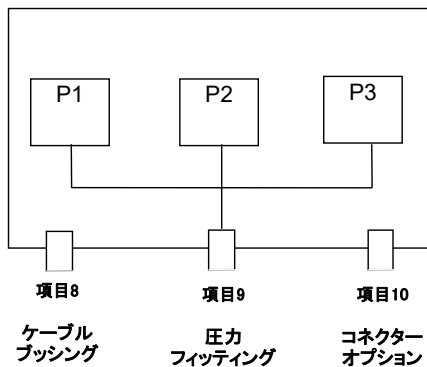 P1
P2
P3
項目8
項目9
項目10
ケーブル
ブッシング
圧力
フィッティング
コネクター
オプション